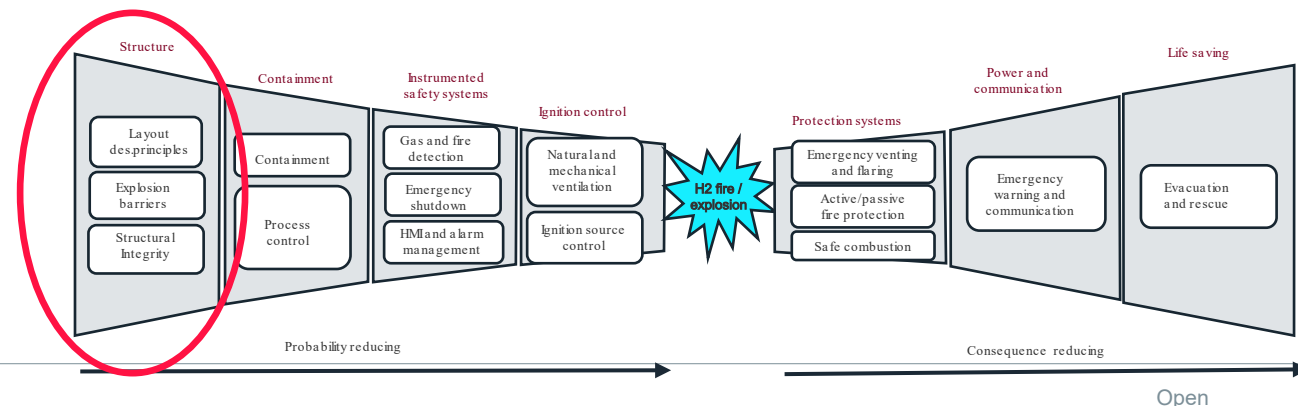 Structure
Layout
des.principles
Explosion
barriers
Structural
Integrity
Containment
Containment
Process
control
Instrumented
safety systems
Gas and fire
detection
Emergency
shutdown
HMI and alarm
management
Ignition control
Natural and
mechanical
ventilation
Ignition source
control
H2 fire /
explosion
Protection systems
Emergency venting
and flaring
Active/passive
fire protection
Safe combustion
Power and
communication
Emergency
warning and
communication
Life saving
Evacuation
and rescue
Probability reducing
Consequence reducing
Open